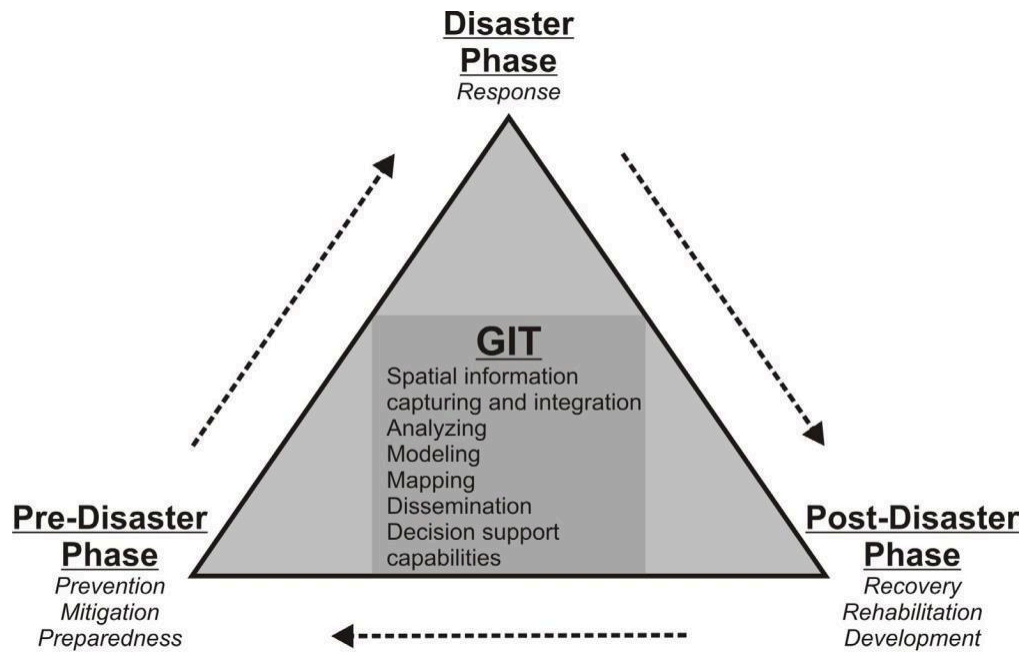 Disaster
Phase
Response
GIT
Spatial information
capturing and integration
Analyzing
Modeling
Mapping
Dissemination
Decision support
capabilities
Pre-Disaster
Phase
Prevention
Mitigation
Preparedness
Post-Disaster
Phase
Recovery
Rehabilitation
Development